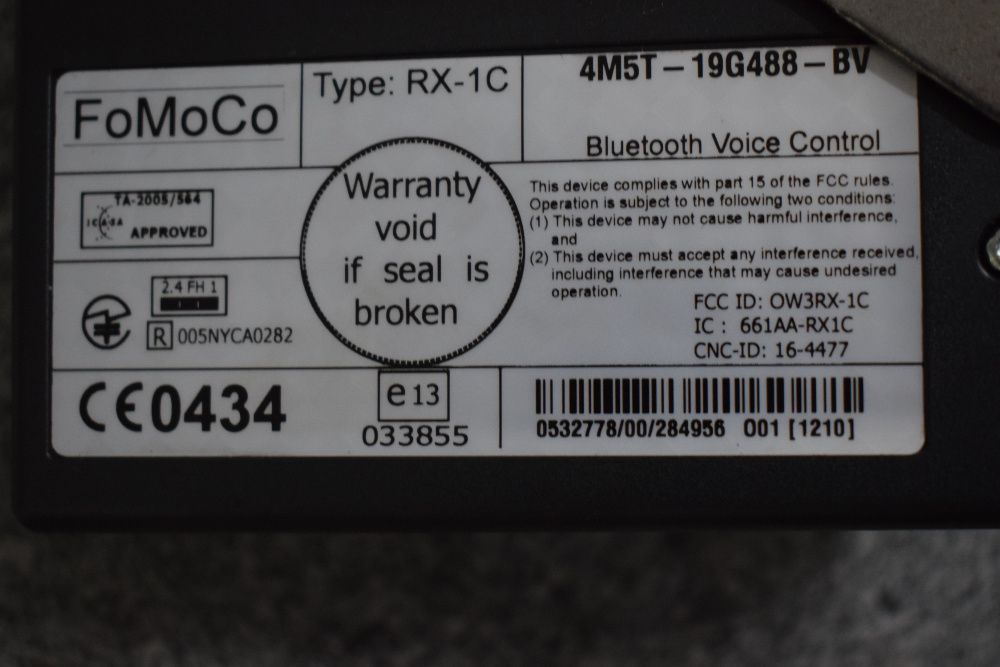 FoMoCo
Type: RX-1C
4M5T-19G488-BV
Bluetooth Voice Control
TA-2005/564
ICASA
APPROVED
Warranty
void
if seal is
broken
This device complies with part 15 of the FCC rules.
Operation is subject to the following two conditions:
(1) This device may not cause harmful interference,
and
(2) This device must accept any interference received,
including interference that may cause undesired
operation.
FCC ID: OW3RX-1C
IC : 661AA-RX1C
CNC-ID: 16-4477
2.4 FH 1
R 005NYCA0282
CE0434
e 13
033855
0532778/00/284956 001 [1210]